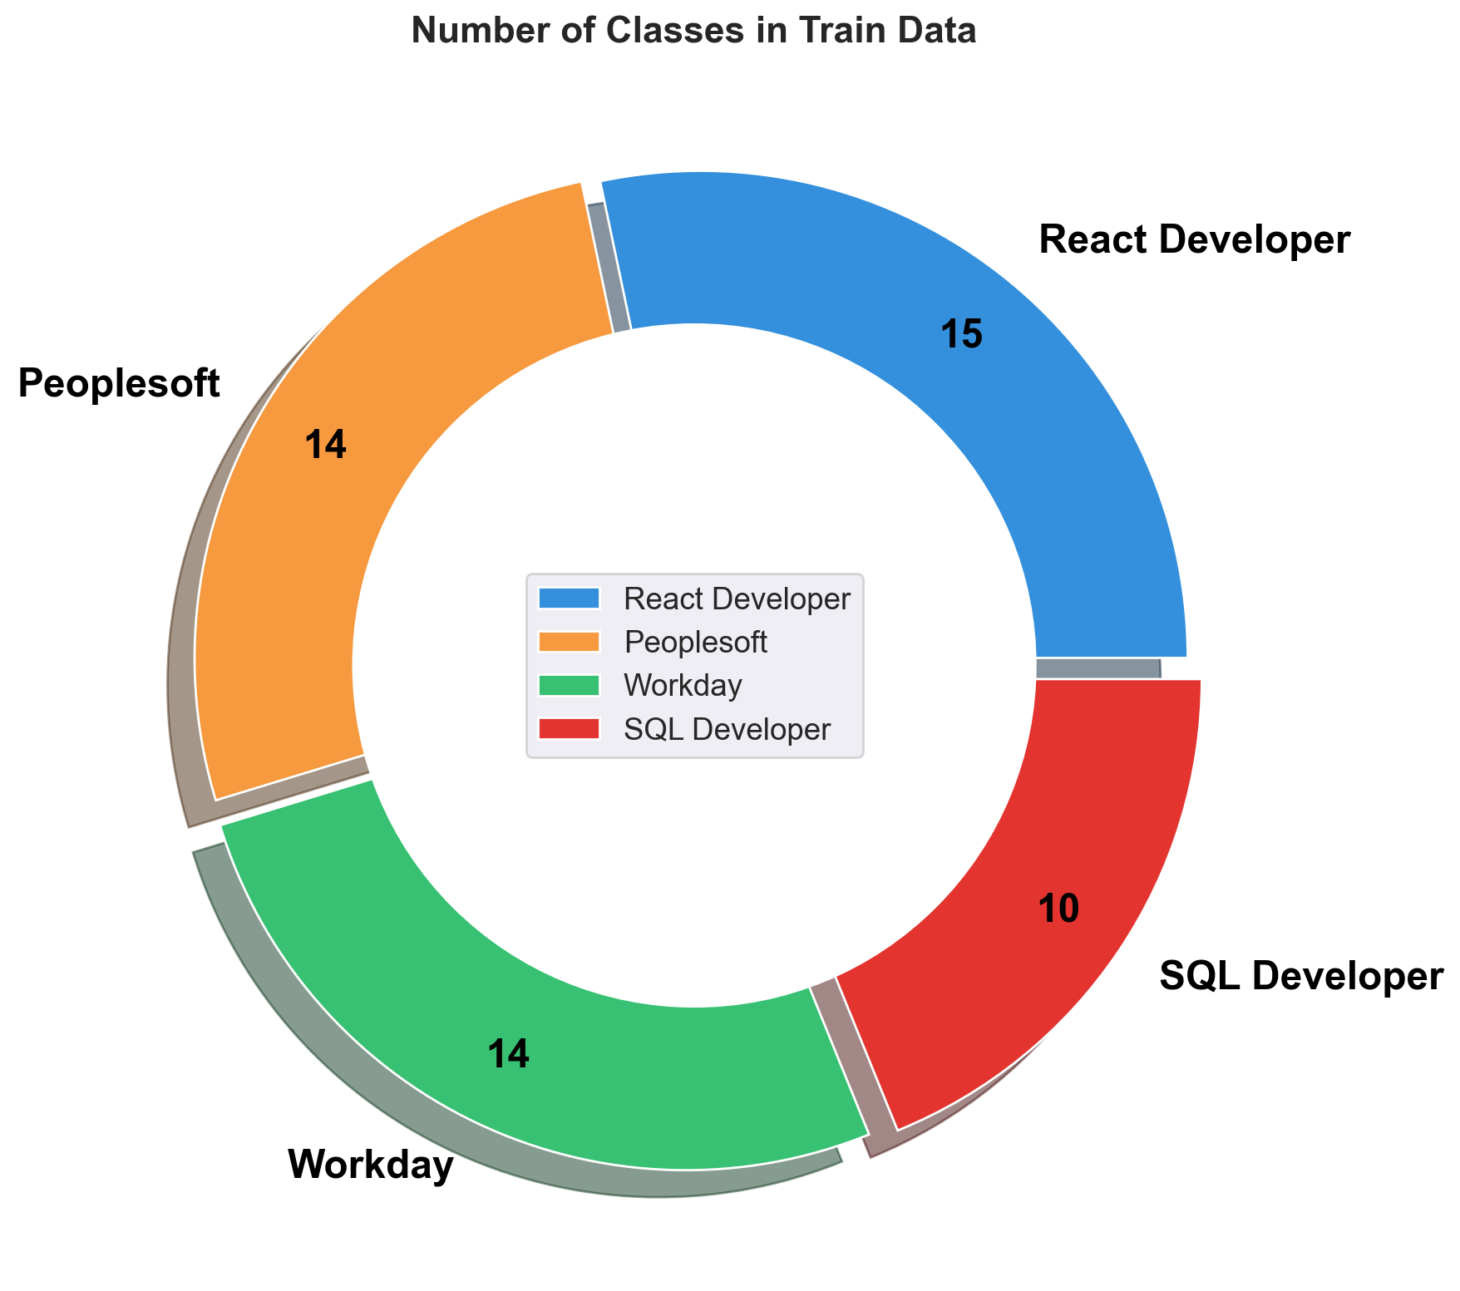 Number of Classes in Train Data
React Developer
15
Peoplesoft
14
React Developer
Peoplesoft
Workday
SQL Developer
10
SQL Developer
14
Workday